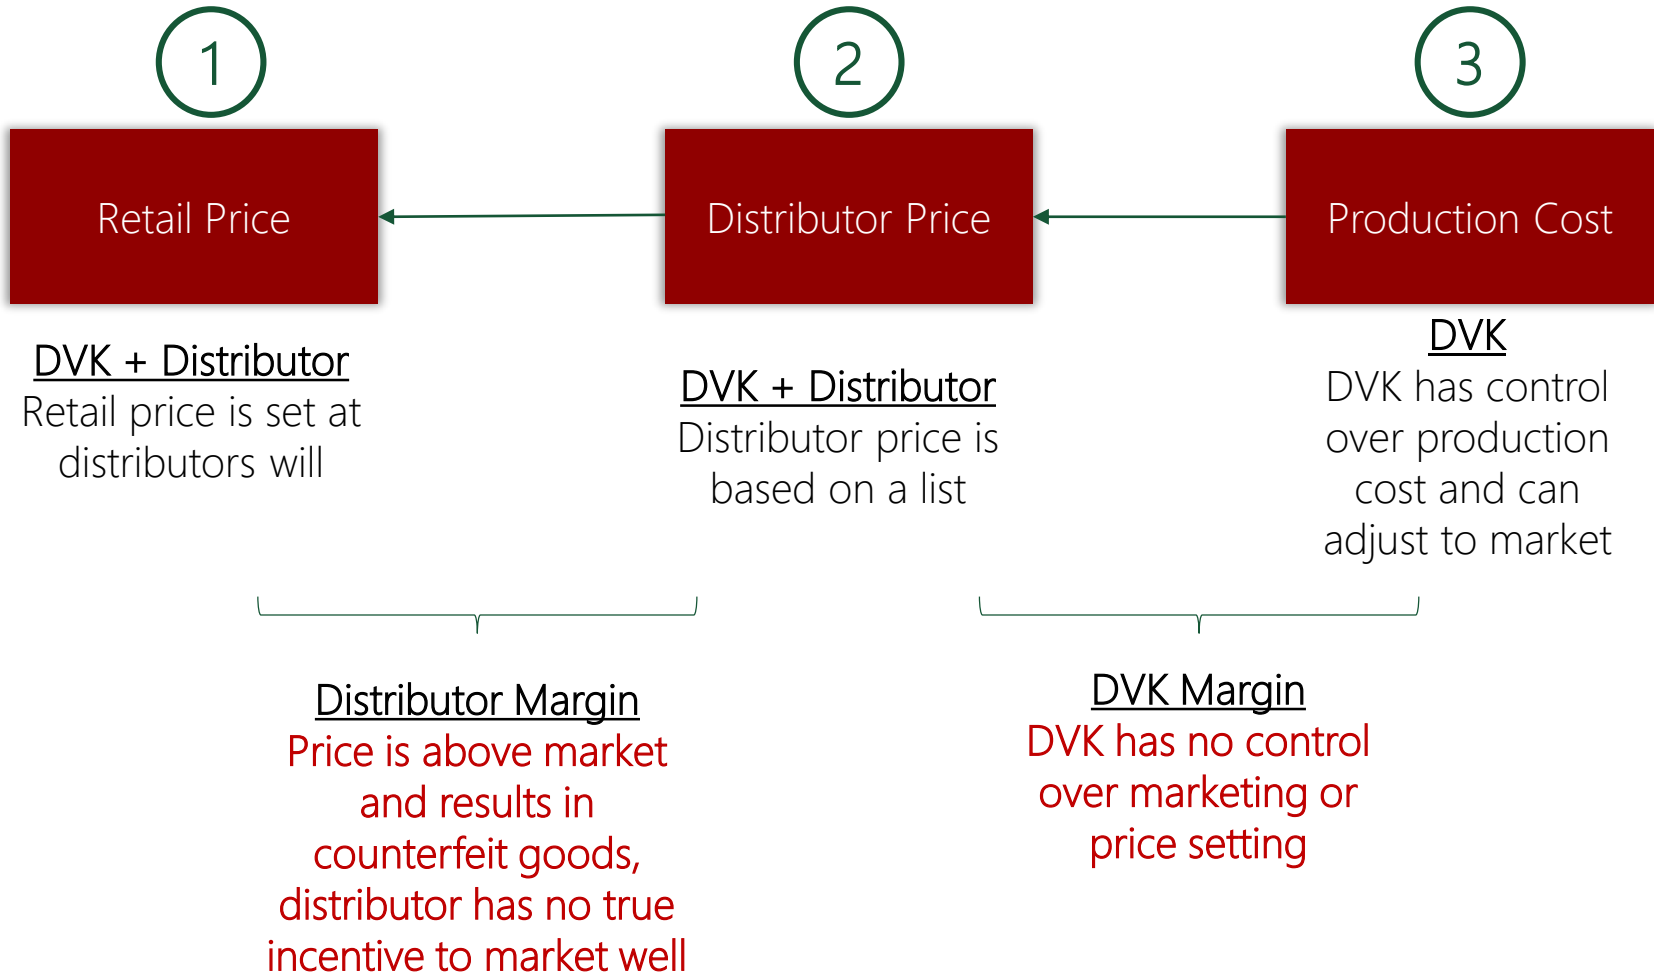 1
2
3
Retail Price
Distributor Price
Production Cost
DVK + Distributor
Retail price is set at
distributors will
DVK + Distributor
Distributor price is
based on a list
DVK
DVK has control
over production
cost and can
adjust to market
Distributor Margin
Price is above market
and results in
counterfeit goods,
distributor has no true
incentive to market well
DVK Margin
DVK has no control
over marketing or
price setting